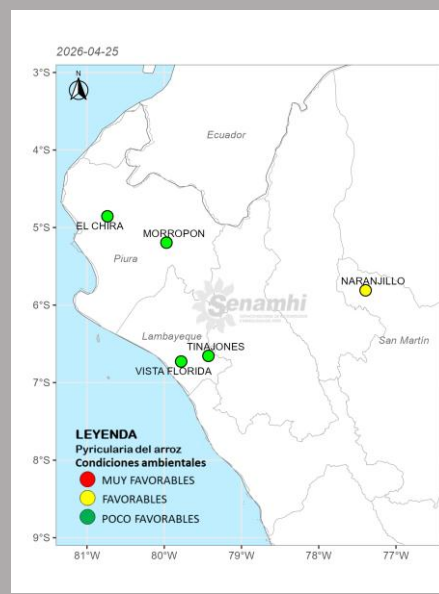 2026-04-25
N
3°S
4°S
5°S
6°S
7°S
8°S
9°S
Ecuador
EL CHIRA
MORROPON
Piura
NARANJILLO
Senamhi
Lambayeque
TINAJONES
San Martín
VISTA FLORIDA
LEYENDA
Pyricularia del arroz
Condiciones ambientales
MUY FAVORABLES
FAVORABLES
POCO FAVORABLES
81°W 80°W 79°W 78°W 77°W